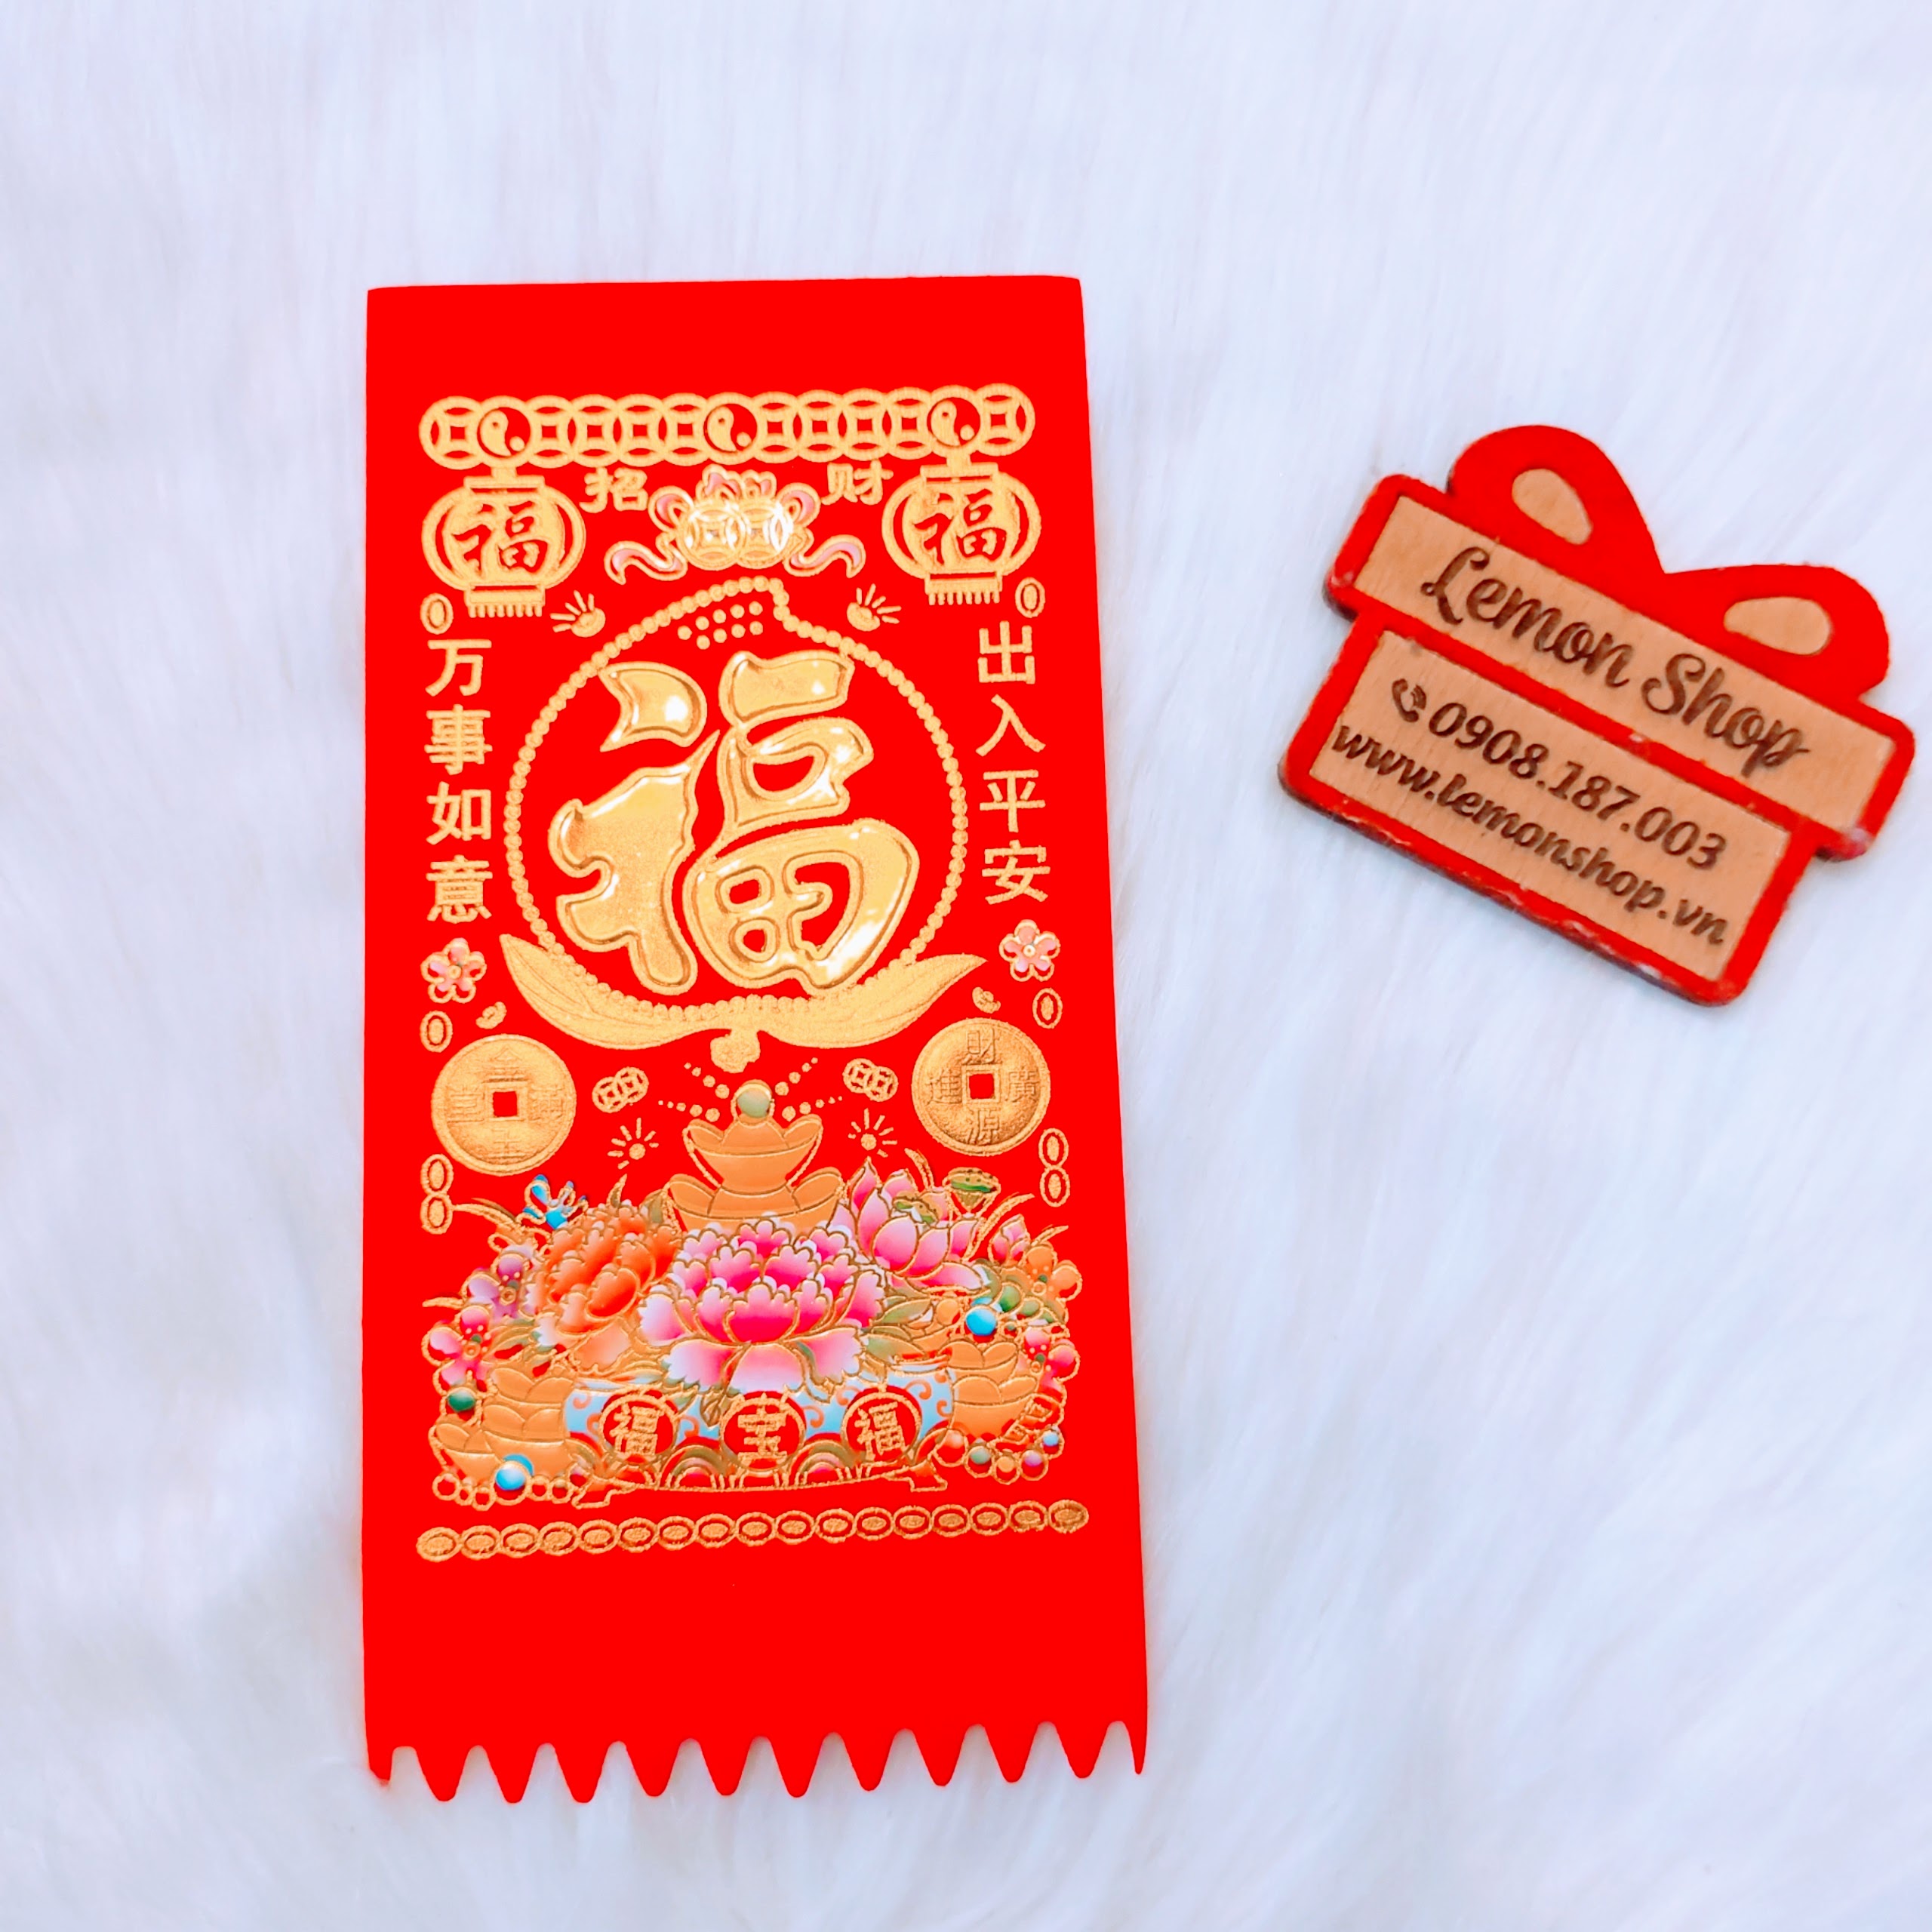 招 财
福 福
福
万事如意
出入平安
財源廣進
福 宝 福
Lemon Shop
0908.187.003
www.lemonshop.vn